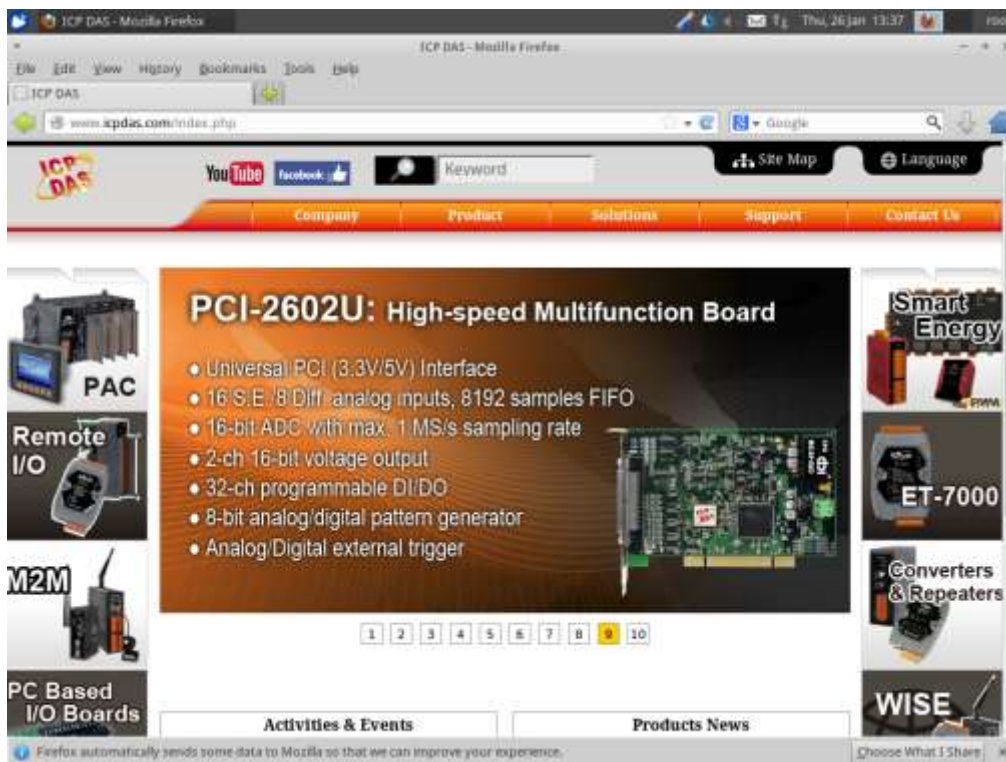 ICP DAS - Mozilla Firefox
Thu, 26 Jan 13:37
ICP DAS - Mozilla Firefox
File Edit View History Bookmarks Tools Help
ICP DAS
www.icpdas.com/index.php
Google
ICP DAS
YouTube
facebook
Keyword
Site Map
Language
Company Product Solutions Support Contact Us
PAC
Remote I/O
M2M
PC Based
I/O Boards
PCI-2602U: High-speed Multifunction Board
● Universal PCI (3.3V/5V) Interface
● 16 S.E./8 Diff. analog inputs, 8192 samples FIFO
● 16-bit ADC with max. 1 MS/s sampling rate
● 2-ch 16-bit voltage output
● 32-ch programmable DI/DO
● 8-bit analog/digital pattern generator
● Analog/Digital external trigger
Smart
Energy
ET-7000
Converters
& Repeaters
WISE
1 2 3 4 5 6 7 8 9 10
Activities & Events
Products News
Firefox automatically sends some data to Mozilla so that we can improve your experience.
Choose What I Share